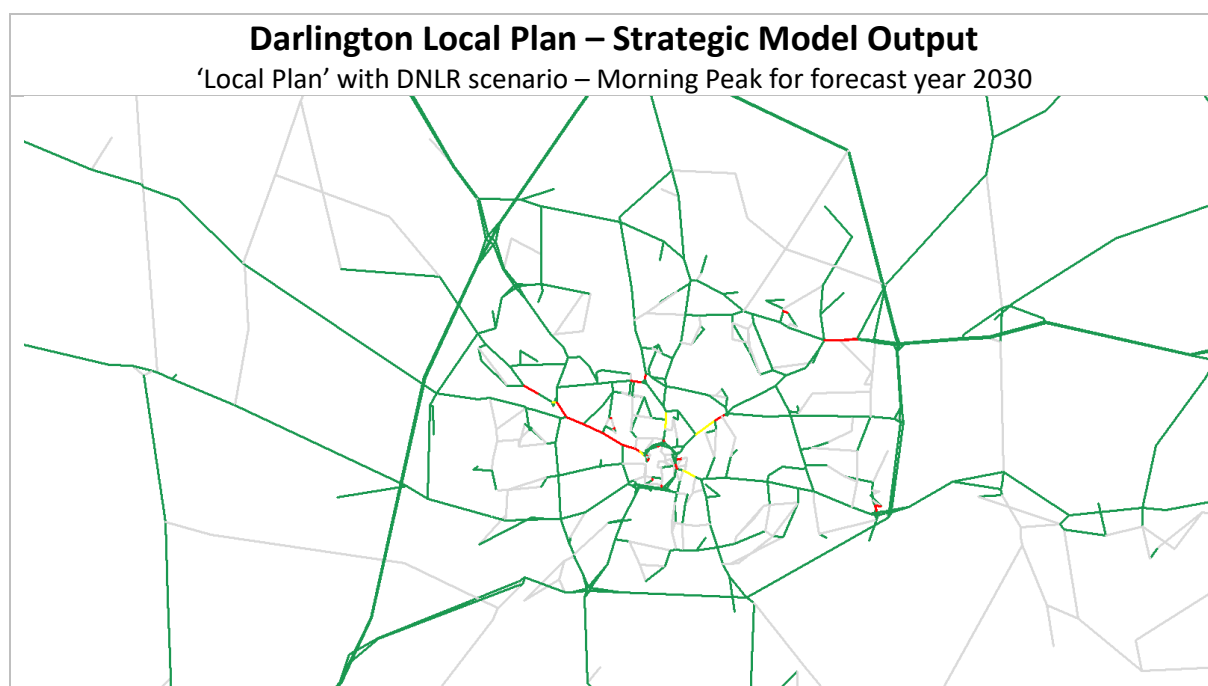 Darlington Local Plan – Strategic Model Output
‘Local Plan’ with DNLR scenario – Morning Peak for forecast year 2030